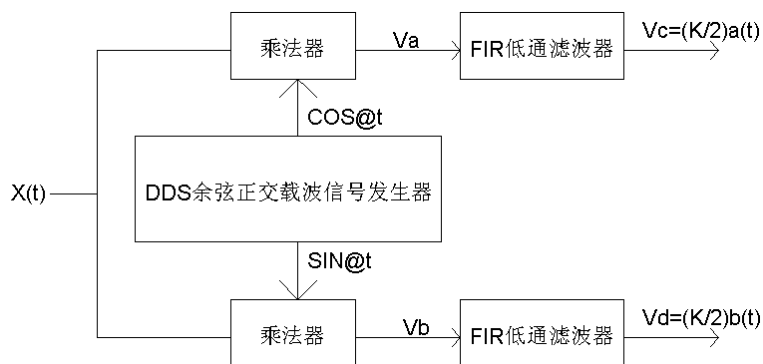 乘法器
Va
FIR低通滤波器
Vc=(K/2)a(t)
COS@t
X(t)
DDS余弦正交载波信号发生器
SIN@t
乘法器
Vb
FIR低通滤波器
Vd=(K/2)b(t)